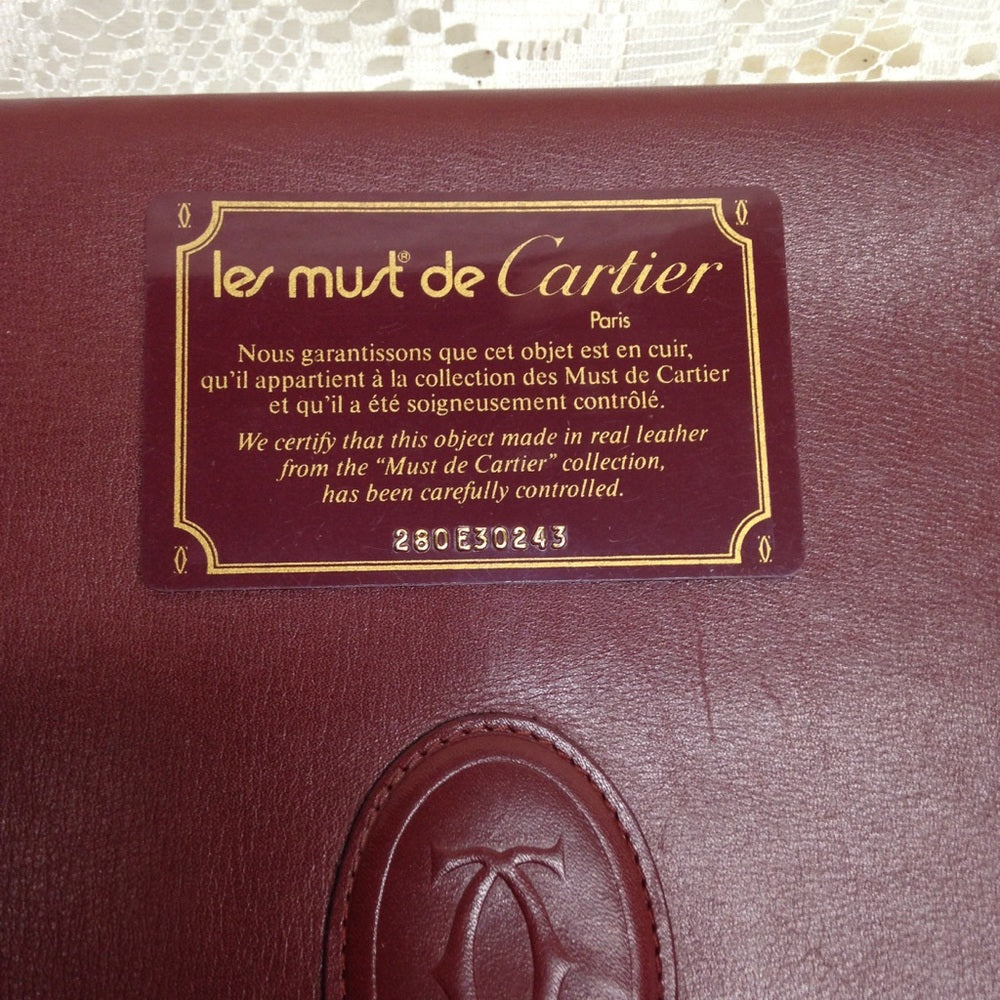 les must® de Cartier
Paris
Nous garantissons que cet objet est en cuir,
qu'il appartient à la collection des Must de Cartier
et qu'il a été soigneusement contrôlé.
We certify that this object made in real leather
from the "Must de Cartier" collection,
has been carefully controlled.
280E30243